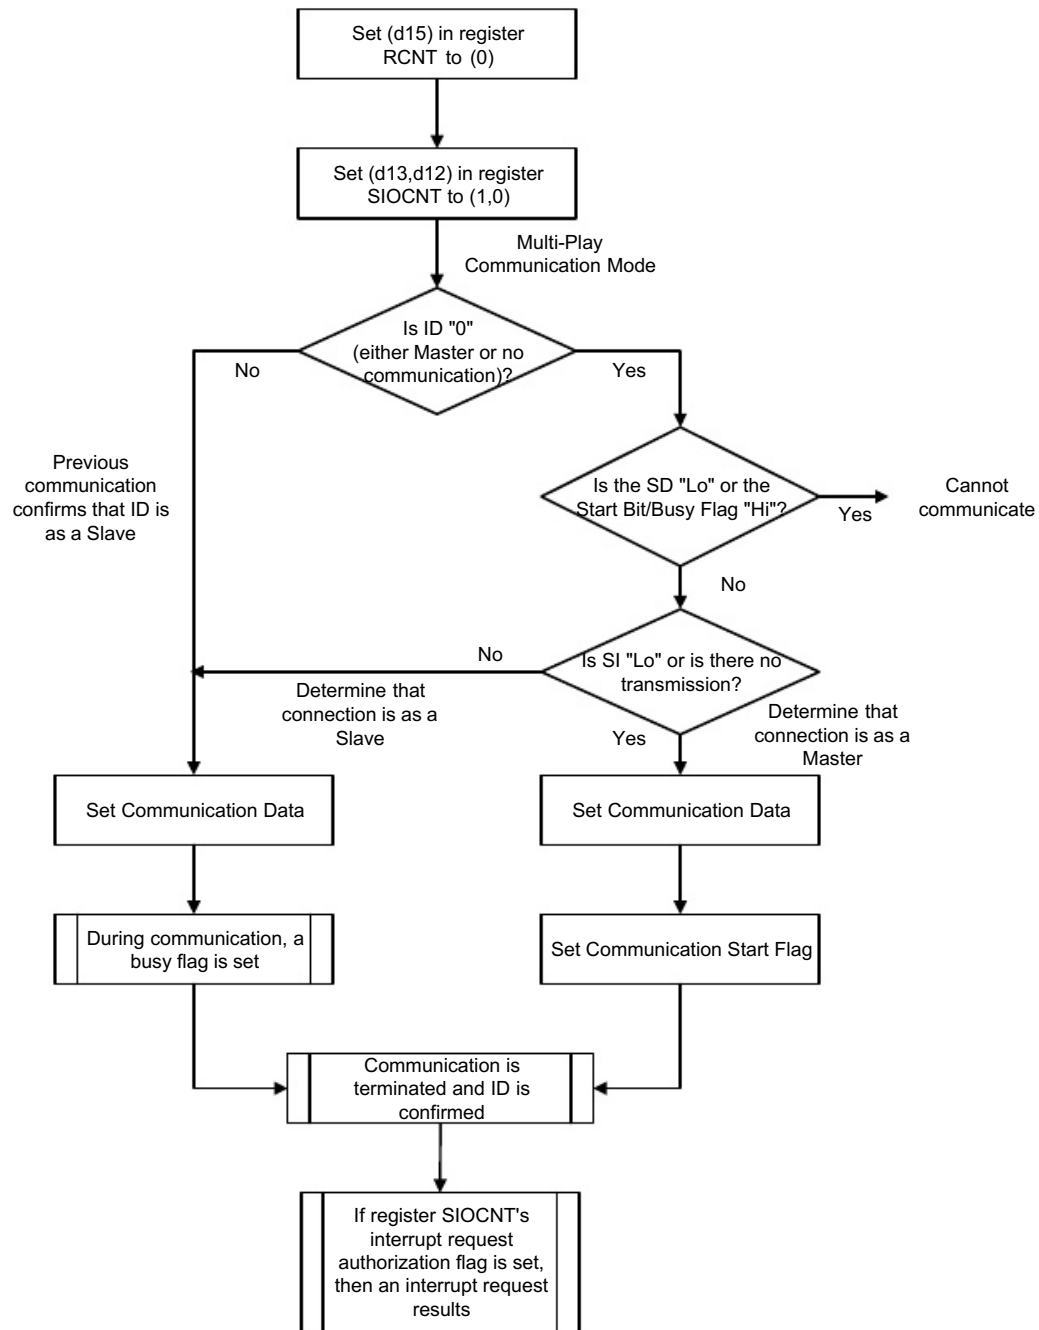 Set (d15) in register
RCNT to (0)
Set (d13,d12) in register
SIOCNT to (1,0)
Multi-Play
Communication Mode
Is ID "0"
(either Master or no
communication)?
No
Yes
Previous
communication
confirms that ID is
as a Slave
Is the SD "Lo" or the
Start Bit/Busy Flag "Hi"?
Yes
Cannot
communicate
No
Is SI "Lo" or is there no
transmission?
No
Determine that
connection is as a
Slave
Yes
Determine that
connection is as a
Master
Set Communication Data
Set Communication Data
During communication, a
busy flag is set
Set Communication Start Flag
Communication is
terminated and ID is
confirmed
If register SIOCNT's
interrupt request
authorization flag is set,
then an interrupt request
results